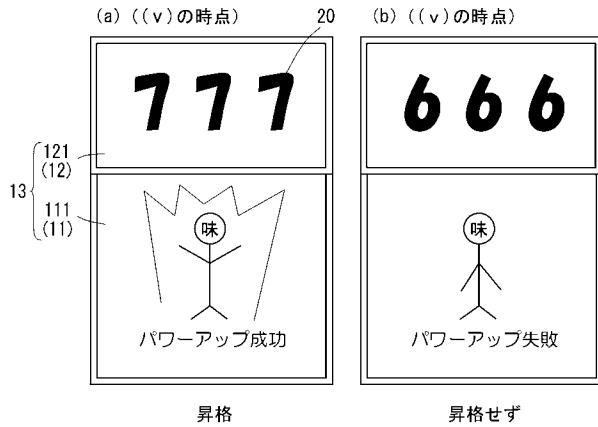 (a) ((v)の時点)
20
(b) ((v)の時点)
777
666
13
121
(12)
111
(11)
味
味
パワーアップ成功
パワーアップ失敗
昇格
昇格せず